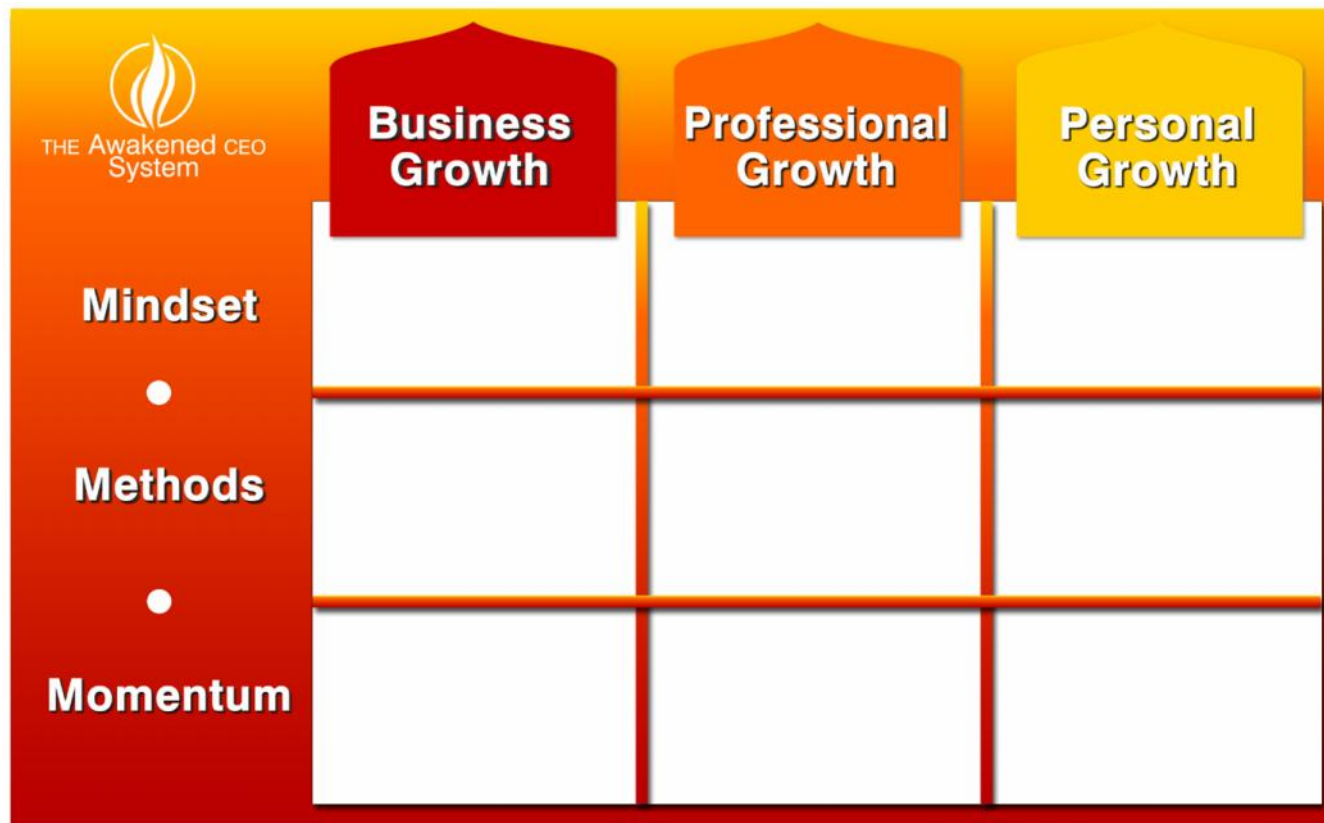 THE Awakened CEO
System
Business
Growth
Professional
Growth
Personal
Growth
Mindset
Methods
Momentum